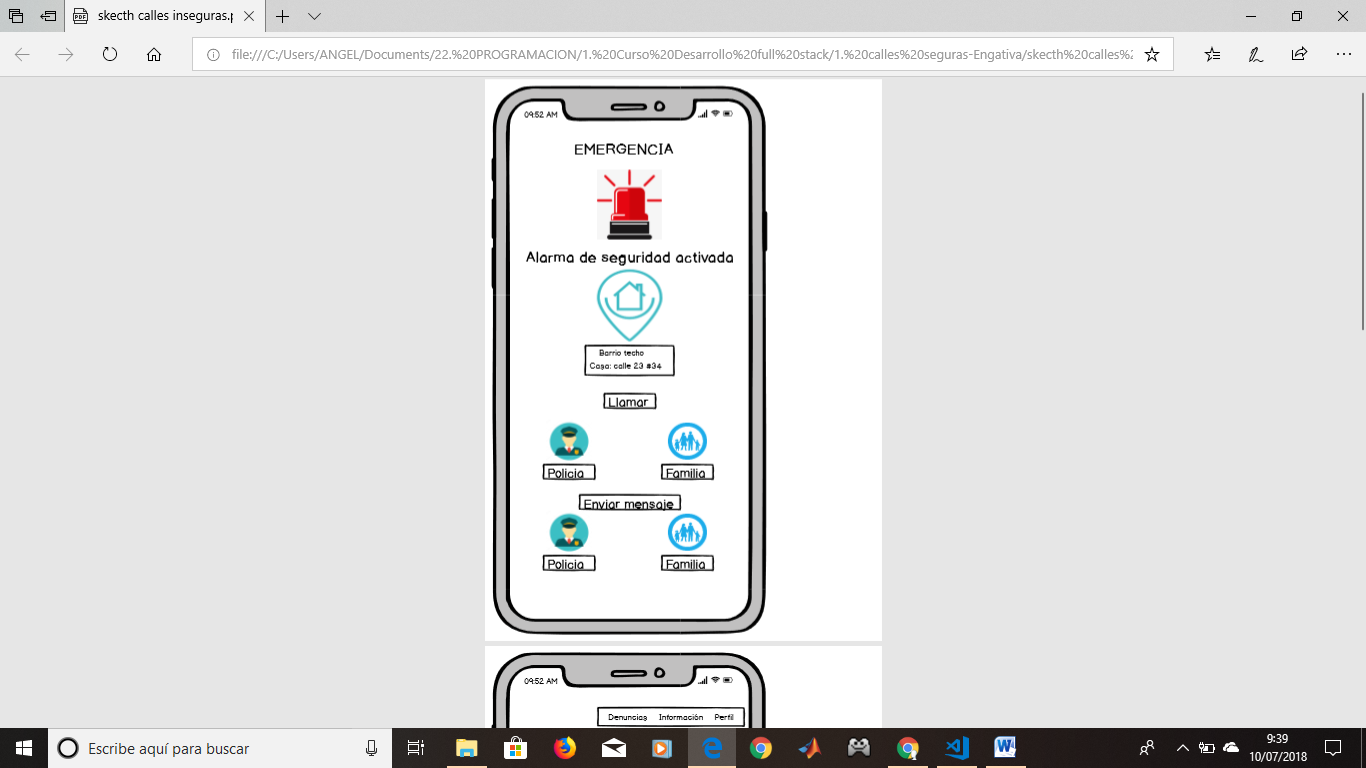 skecth calles inseguras.p
file:///C:/Users/ANGEL/Documents/22.%20PROGRAMACION/1.%20Curso%20Desarrollo%20full%20stack/1.%20calles%20seguras-Engativa/skecth%20calles%2
09:52 AM
EMERGENCIA
Alarma de seguridad activada
Barrio techo
Casa: calle 23 #34
Llamar
Policia Familia
Enviar mensaje
Policia Familia
09:52 AM
Denuncias Información Perfil
Escribe aquí para buscar
9:39
10/07/2018